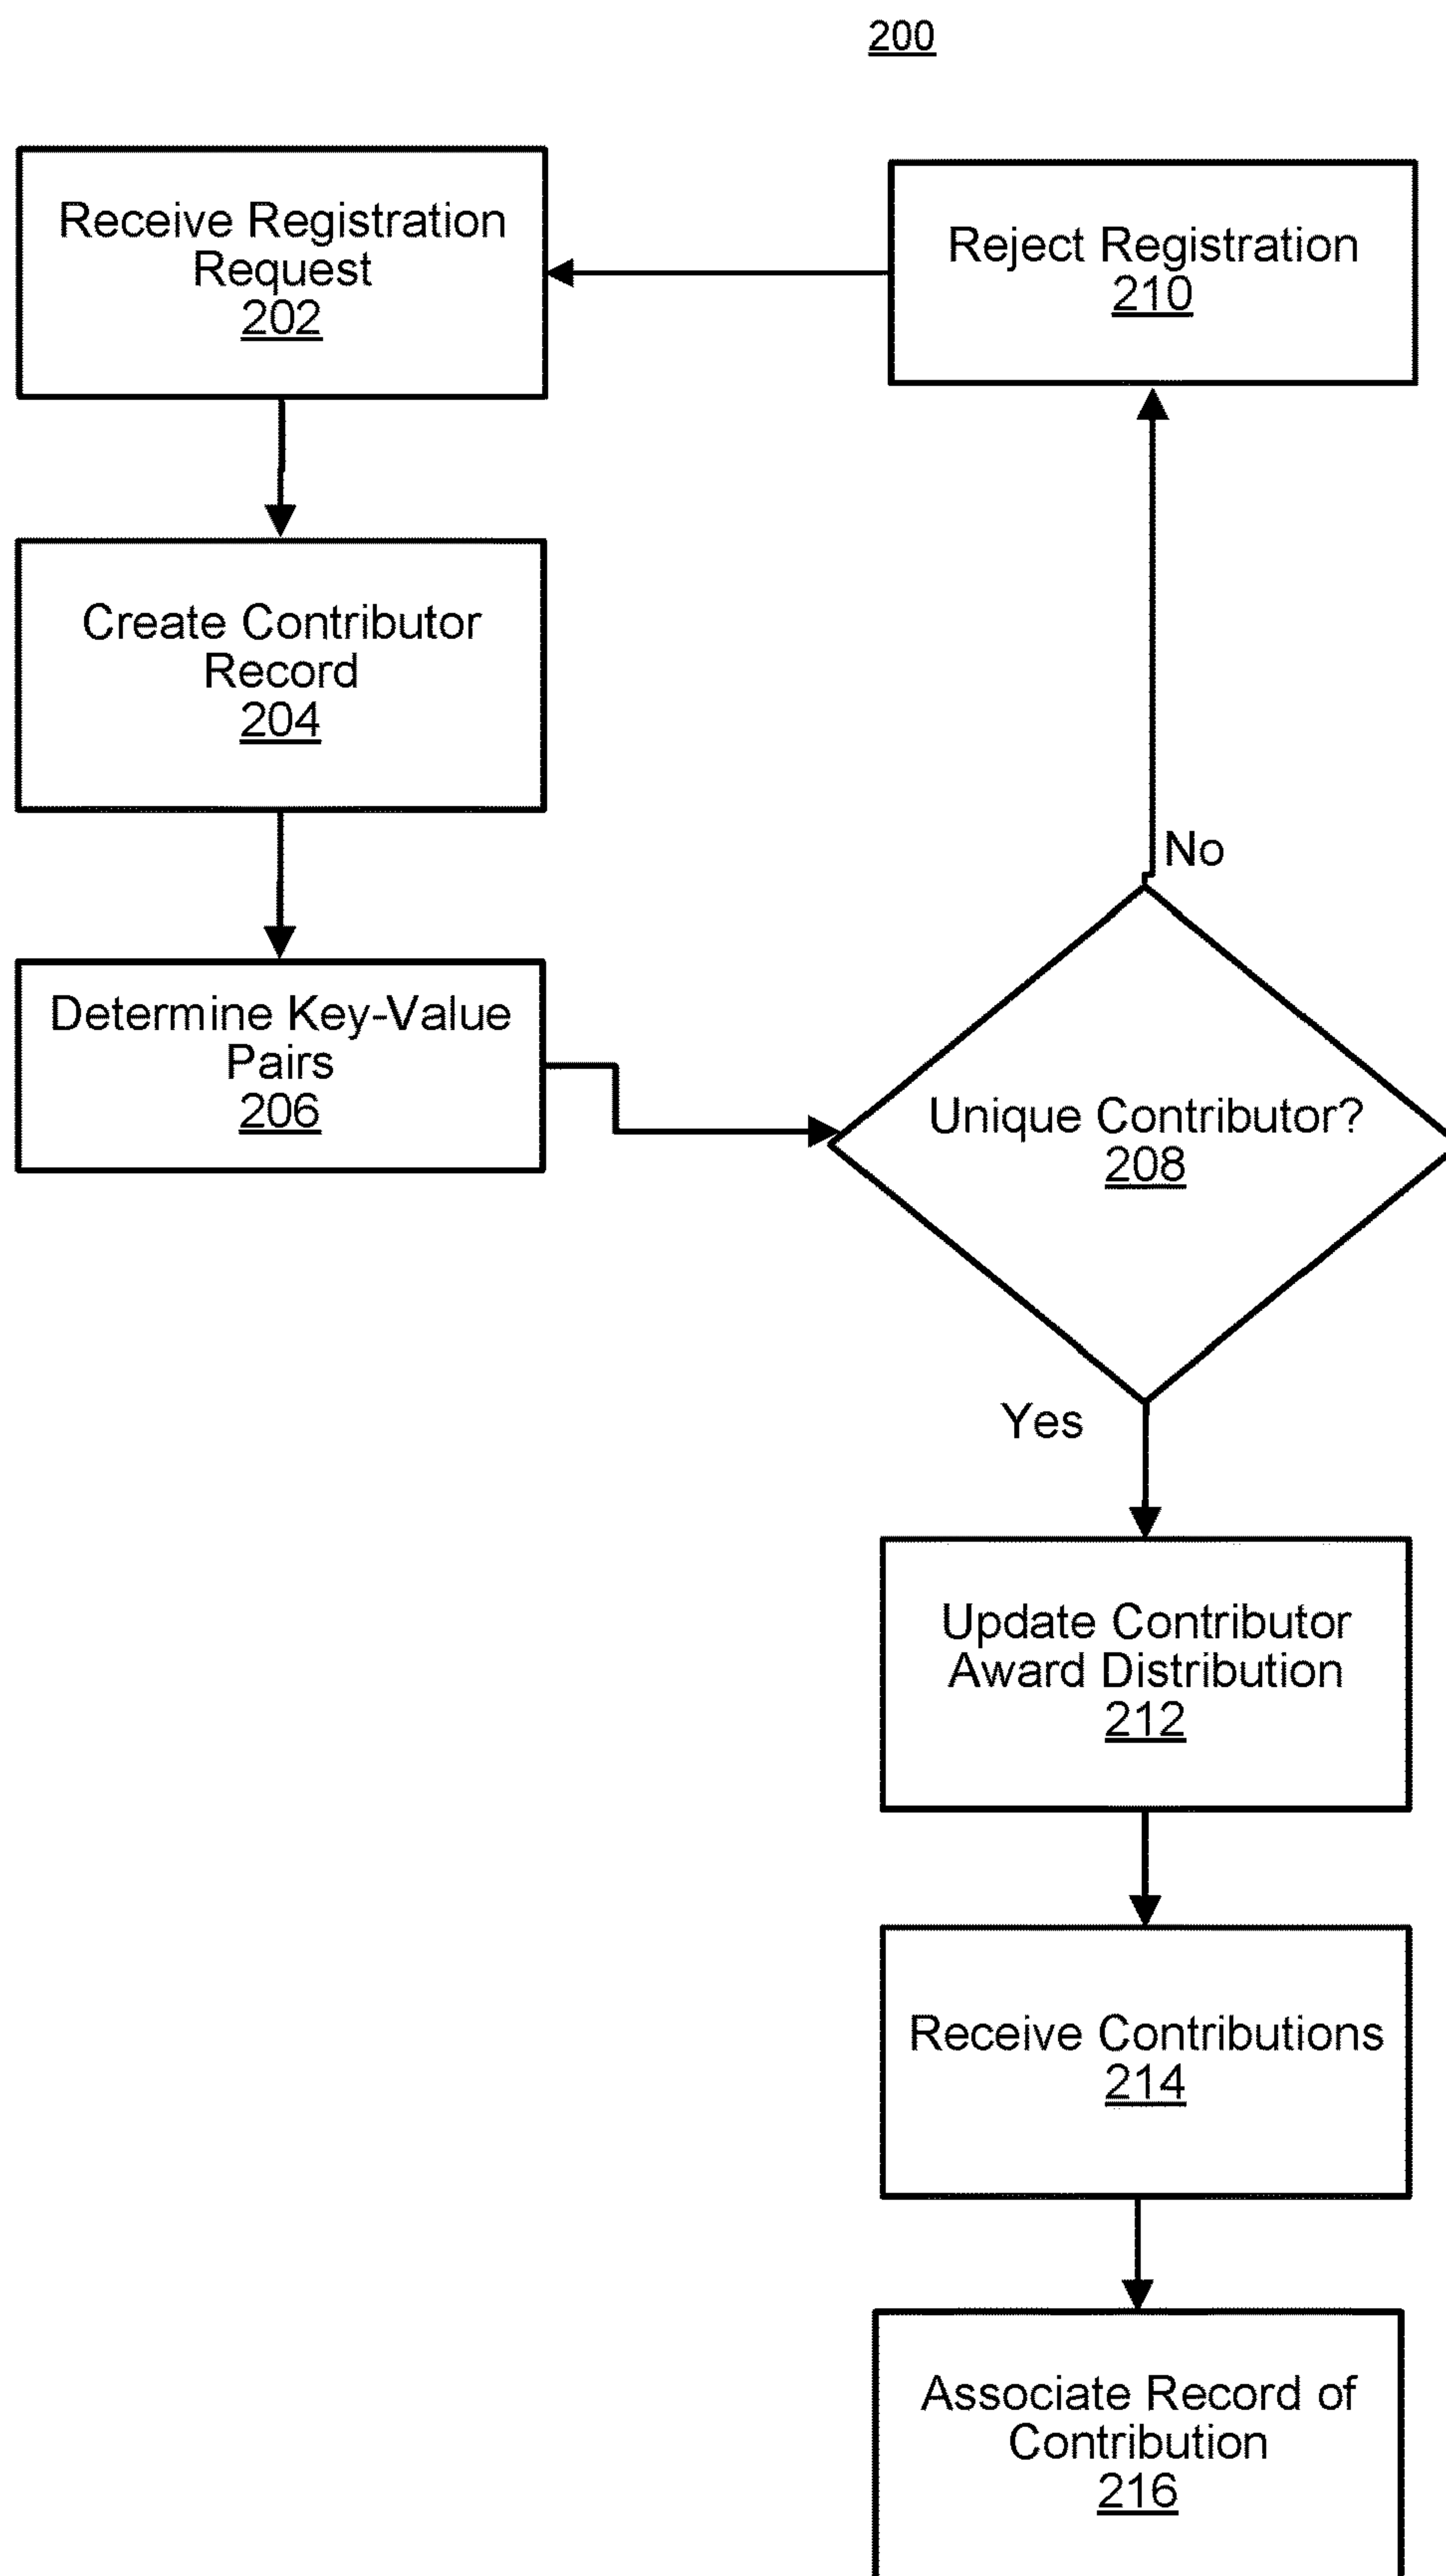 200
Receive Registration
Request
202
Reject Registration
210
Create Contributor
Record
204
No
Determine Key-Value
Pairs
206
Unique Contributor?
208
Yes
Update Contributor
Award Distribution
212
Receive Contributions
214
Associate Record of
Contribution
216